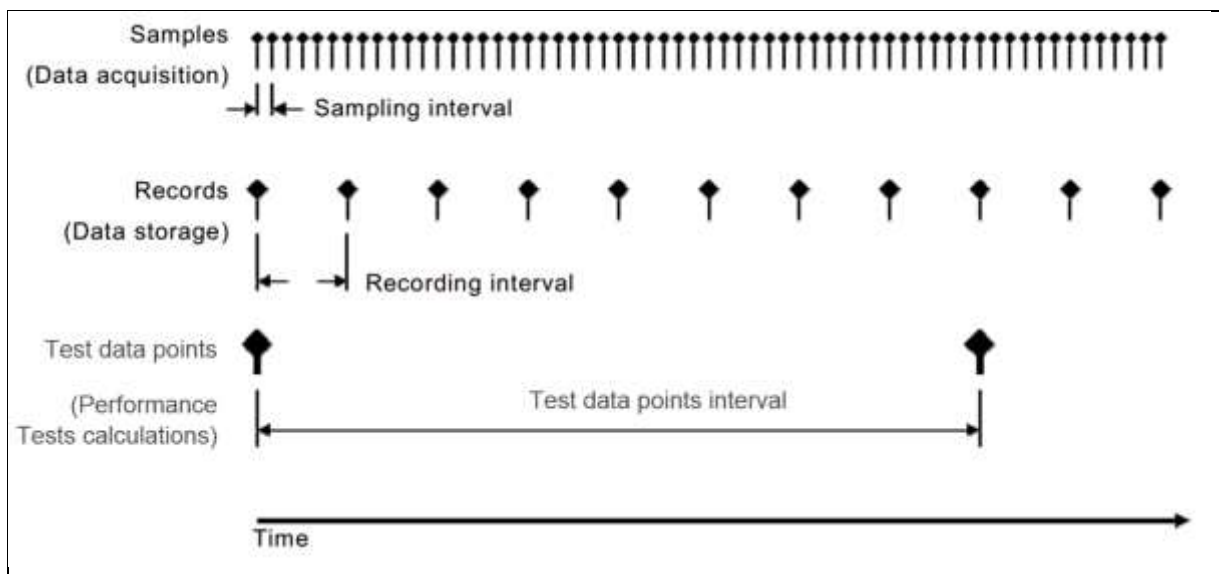 Samples
(Data acquisition)
Sampling interval
Records
(Data storage)
Recording interval
Test data points
(Performance
Tests calculations)
Test data points interval
Time